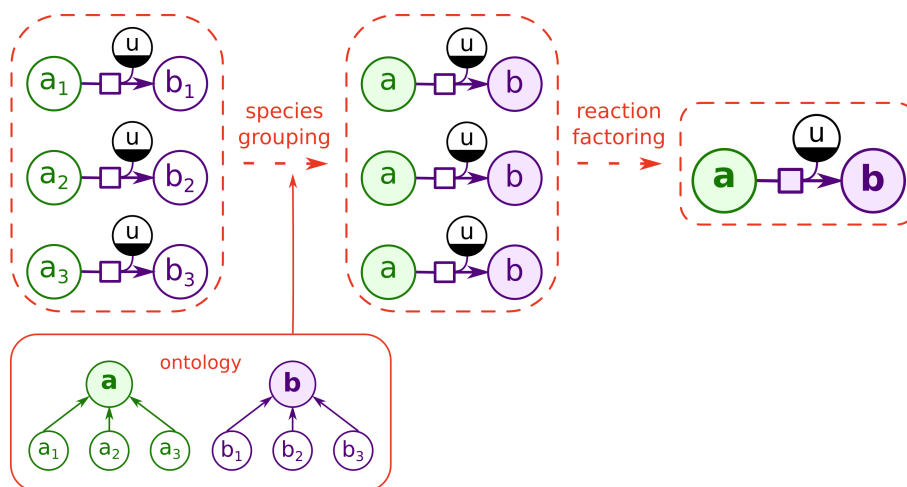 u
a1 b1
u
a2 b2
u
a3 b3
species
grouping
u
a b
u
a b
u
a b
reaction
factoring
u
a b
ontology
a b
a1 a2 a3 b1 b2 b3